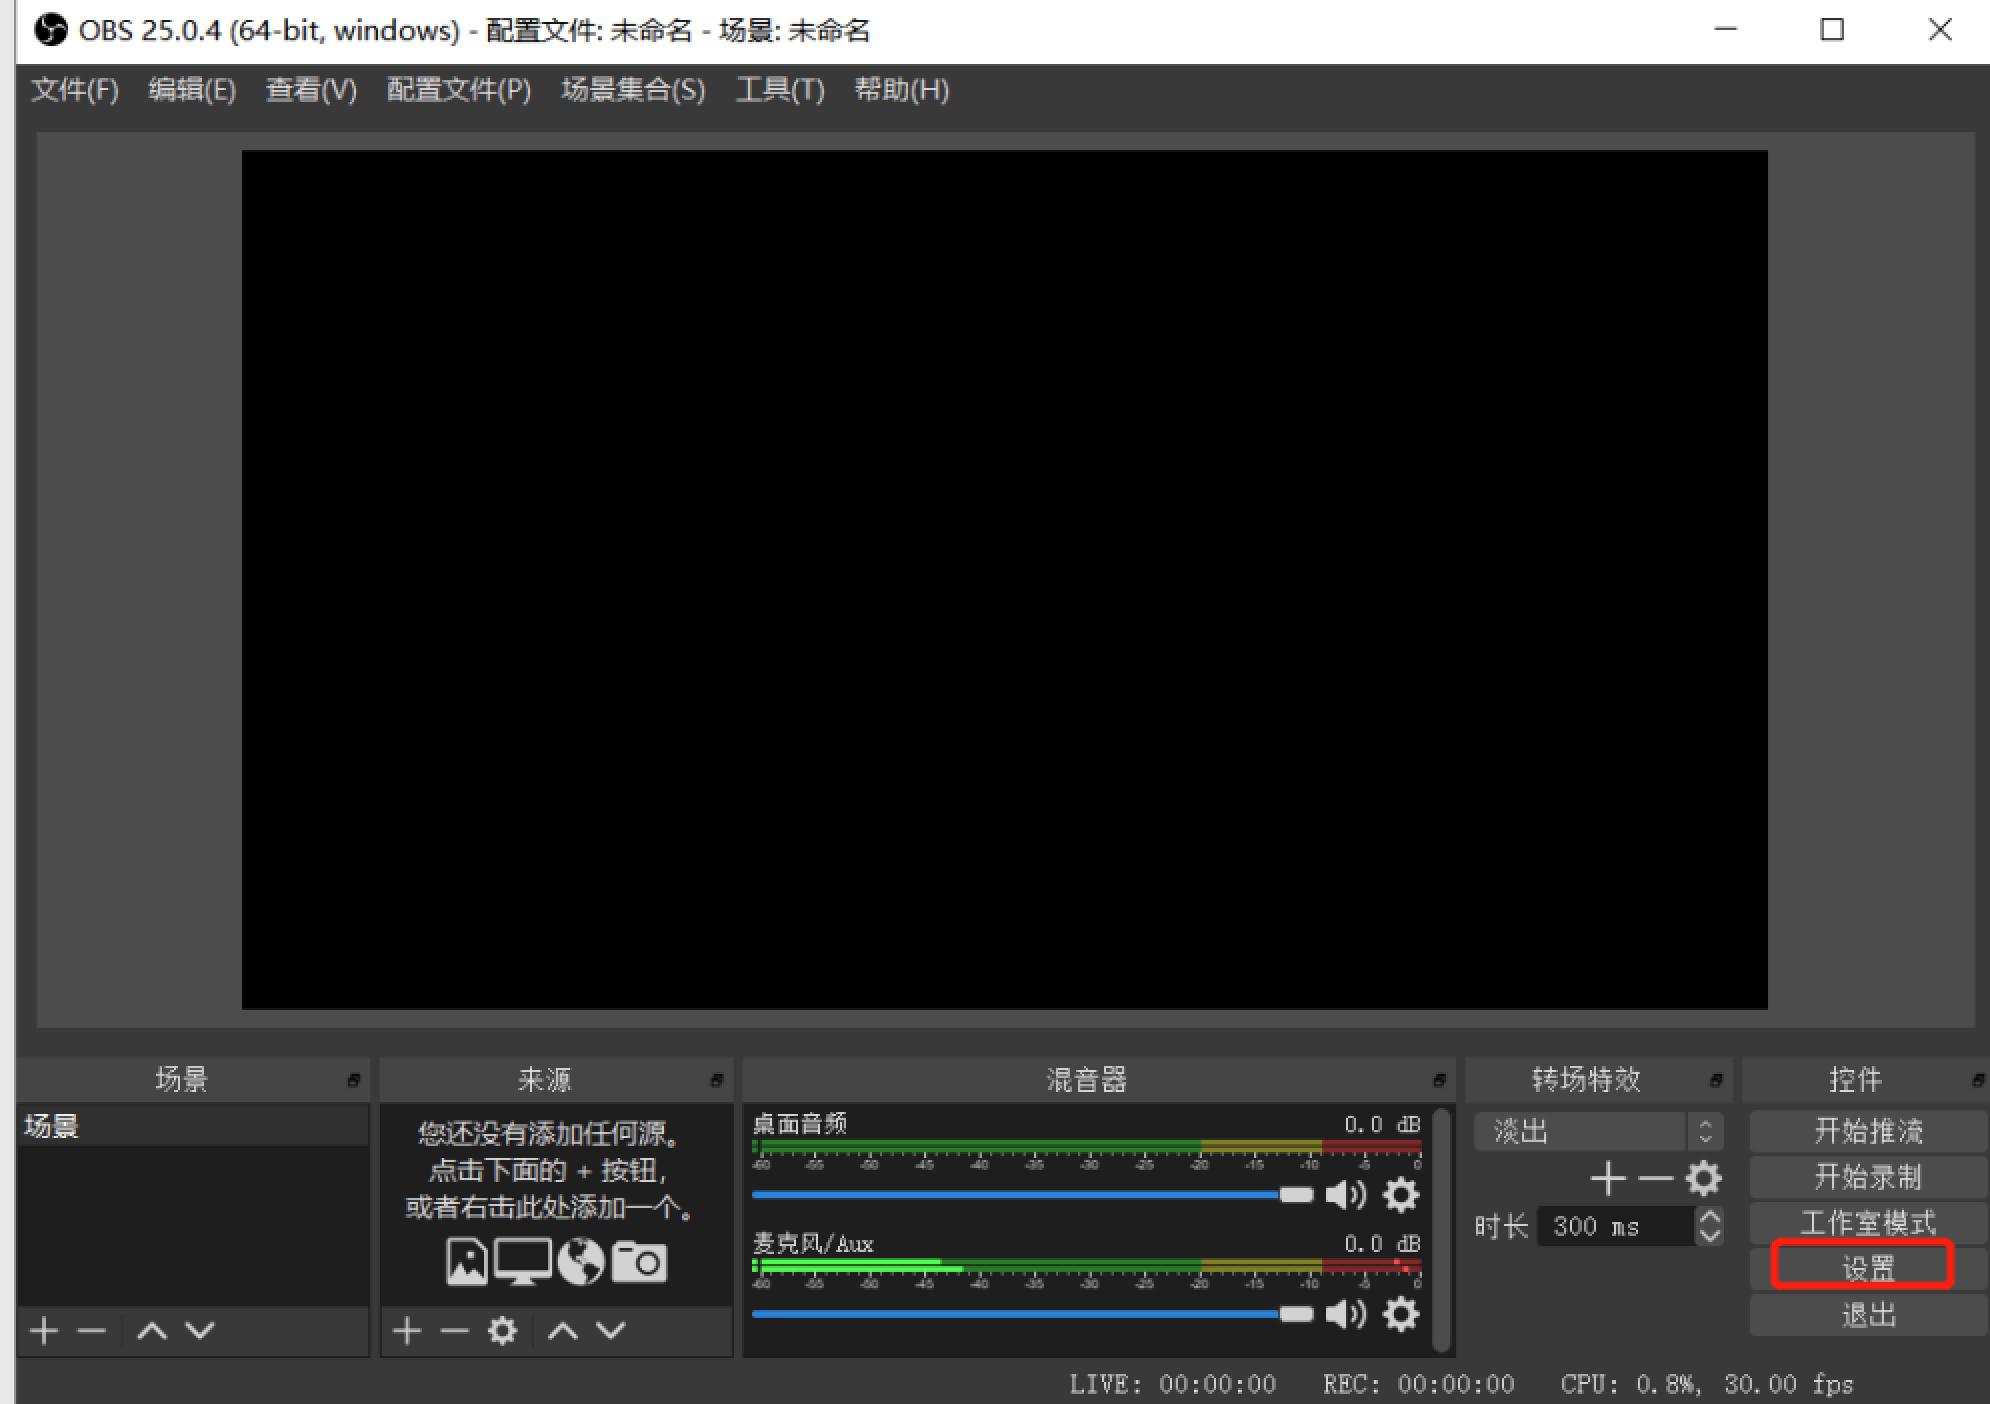 OBS 25.0.4 (64-bit, windows) - 配置文件: 未命名 - 场景: 未命名
文件(F) 编辑(E) 查看(V) 配置文件(P) 场景集合(S) 工具(T) 帮助(H)
场景
场景
来源
您还没有添加任何源。
点击下面的 + 按钮，
或者右击此处添加一个。
混音器
桌面音频 0.0 dB
-60 -55 -50 -45 -40 -35 -30 -25 -20 -15 -10 -5 0
麦克风/Aux 0.0 dB
-60 -55 -50 -45 -40 -35 -30 -25 -20 -15 -10 -5 0
转场特效
淡出
时长 300 ms
控件
开始推流
开始录制
工作室模式
设置
退出
LIVE: 00:00:00 REC: 00:00:00 CPU: 0.8%, 30.00 fps